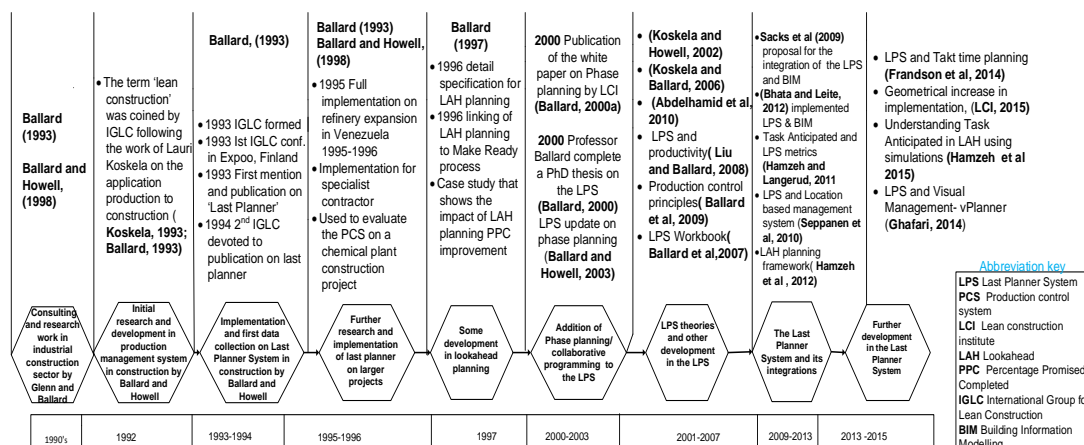 Ballard
(1993)
Ballard and
Howell,
(1998)
• The term ‘lean
construction’ was
coined by IGLC following
the work of Lauri
Koskela on the
application
production to
construction (
Koskela, 1993;
Ballard, 1993)
Ballard, (1993)
• 1993 IGLC formed
• 1993 Ist IGLC conf.
in Expoo, Finland
• 1993 First mention
and publication on
‘Last Planner’
• 1994 2nd IGLC
devoted to
publication on last
planner
Ballard (1993)
Ballard and Howell,
(1998)
• 1995 Full
implementation on
refinery expansion
in Venezuela
1995-1996
• Implementation for
specialist
contractor
• Used to evaluate
the PCS on a
chemical plant
construction
project
Ballard
(1997)
• 1996 detail
specification for
LAH planning
• 1996 linking of
LAH planning
to Make Ready
process
• Case study that
shows the
impact of LAH
planning PPC
improvement
2000 Publication
of the white
paper on Phase
planning by LCI
(Ballard, 2000a)
2000 Professor
Ballard complete
a PhD thesis on
the LPS
(Ballard, 2000)
LPS update on
phase planning
(Ballard and
Howell, 2003)
• (Koskela and
Howell, 2002)
• (Koskela and
Ballard, 2006)
• (Abdelhamid et al,
2010)
• LPS and
productivity( Liu
and Ballard, 2008)
• Production control
principles( Ballard
et al, 2009)
• LPS Workbook(
Ballard et al,2007)
• Sacks et al (2009)
proposal for the
integration of the LPS
and BIM
• (Bhata and Leite,
2012) implemented
LPS & BIM
• Task Anticipated and
LPS metrics
(Hamzeh and
Langerud, 2011
• LPS and Location
based management
system (Seppanen et
al, 2010)
• LAH planning
framework( Hamzeh
et al , 2012)
• LPS and Takt time planning
(Frandson et al, 2014)
• Geometrical increase in
implementation, (LCI, 2015)
• Understanding Task
Anticipated in LAH using
simulations (Hamzeh et al
2015)
• LPS and Visual
Management- vPlanner
(Ghafari, 2014)
Consulting
and research
work in
industrial
construction
sector by
Glenn and
Ballard
Initial
research and
development in
production
management system
in construction by
Ballard and
Howell
Implementation
and first data
collection on Last
Planner System in
construction by
Ballard and
Howell
Further
research and
implementation
of last planner
on larger
projects
Some
development in
lookahead
planning
Addition of
Phase planning/
collaborative
programming to
the LPS
LPS theories
and other
development
in the LPS
The Last
Planner
System and its
integrations
Further
development
in the Last
Planner
System
Abbreviation key
LPS Last Planner System
PCS Production control
system
LCI Lean construction
institute
LAH Lookahead
PPC Percentage Promised
Completed
IGLC International Group fo
Lean Construction
BIM Building Information
Modelling
1990's
1992
1993-1994
1995-1996
1997
2000-2003
2001-2007
2009-2013
2013 -2015